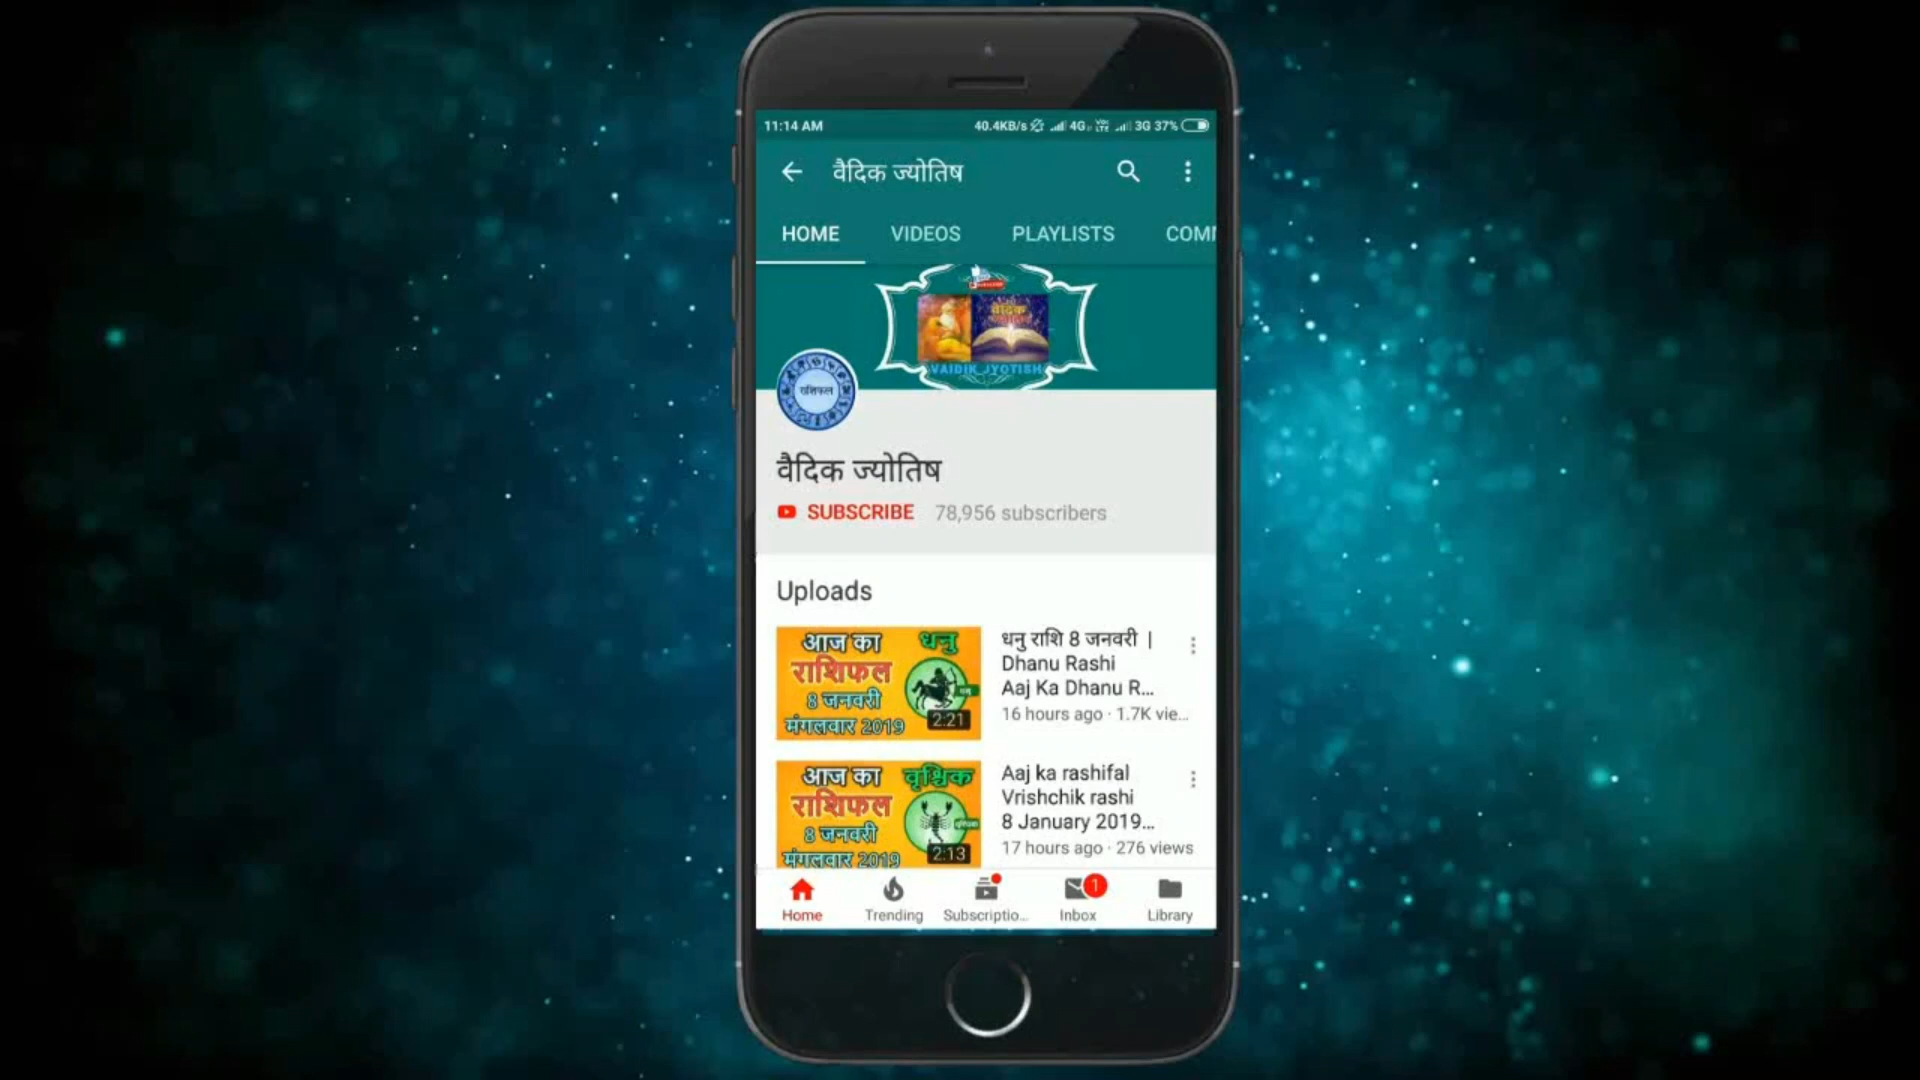 11:14 AM
40.4KB/s 4G VoLTE 3G 37%
वैदिक ज्योतिष
HOME VIDEOS PLAYLISTS COMM
वैदिक
VAIDIK JYOTISH
राशिफल
वैदिक ज्योतिष
SUBSCRIBE 78,956 subscribers
Uploads
आज का धनु
राशिफल
8 जनवरी
मंगलवार 2019
2:21
धनु राशि 8 जनवरी |
Dhanu Rashi
Aaj Ka Dhanu R...
16 hours ago · 1.7K vie...
आज का वृश्चिक
राशिफल
8 जनवरी
मंगलवार 2019
2:13
Aaj ka rashifal
Vrishchik rashi
8 January 2019...
17 hours ago · 276 views
1
Home Trending Subscriptio... Inbox Library